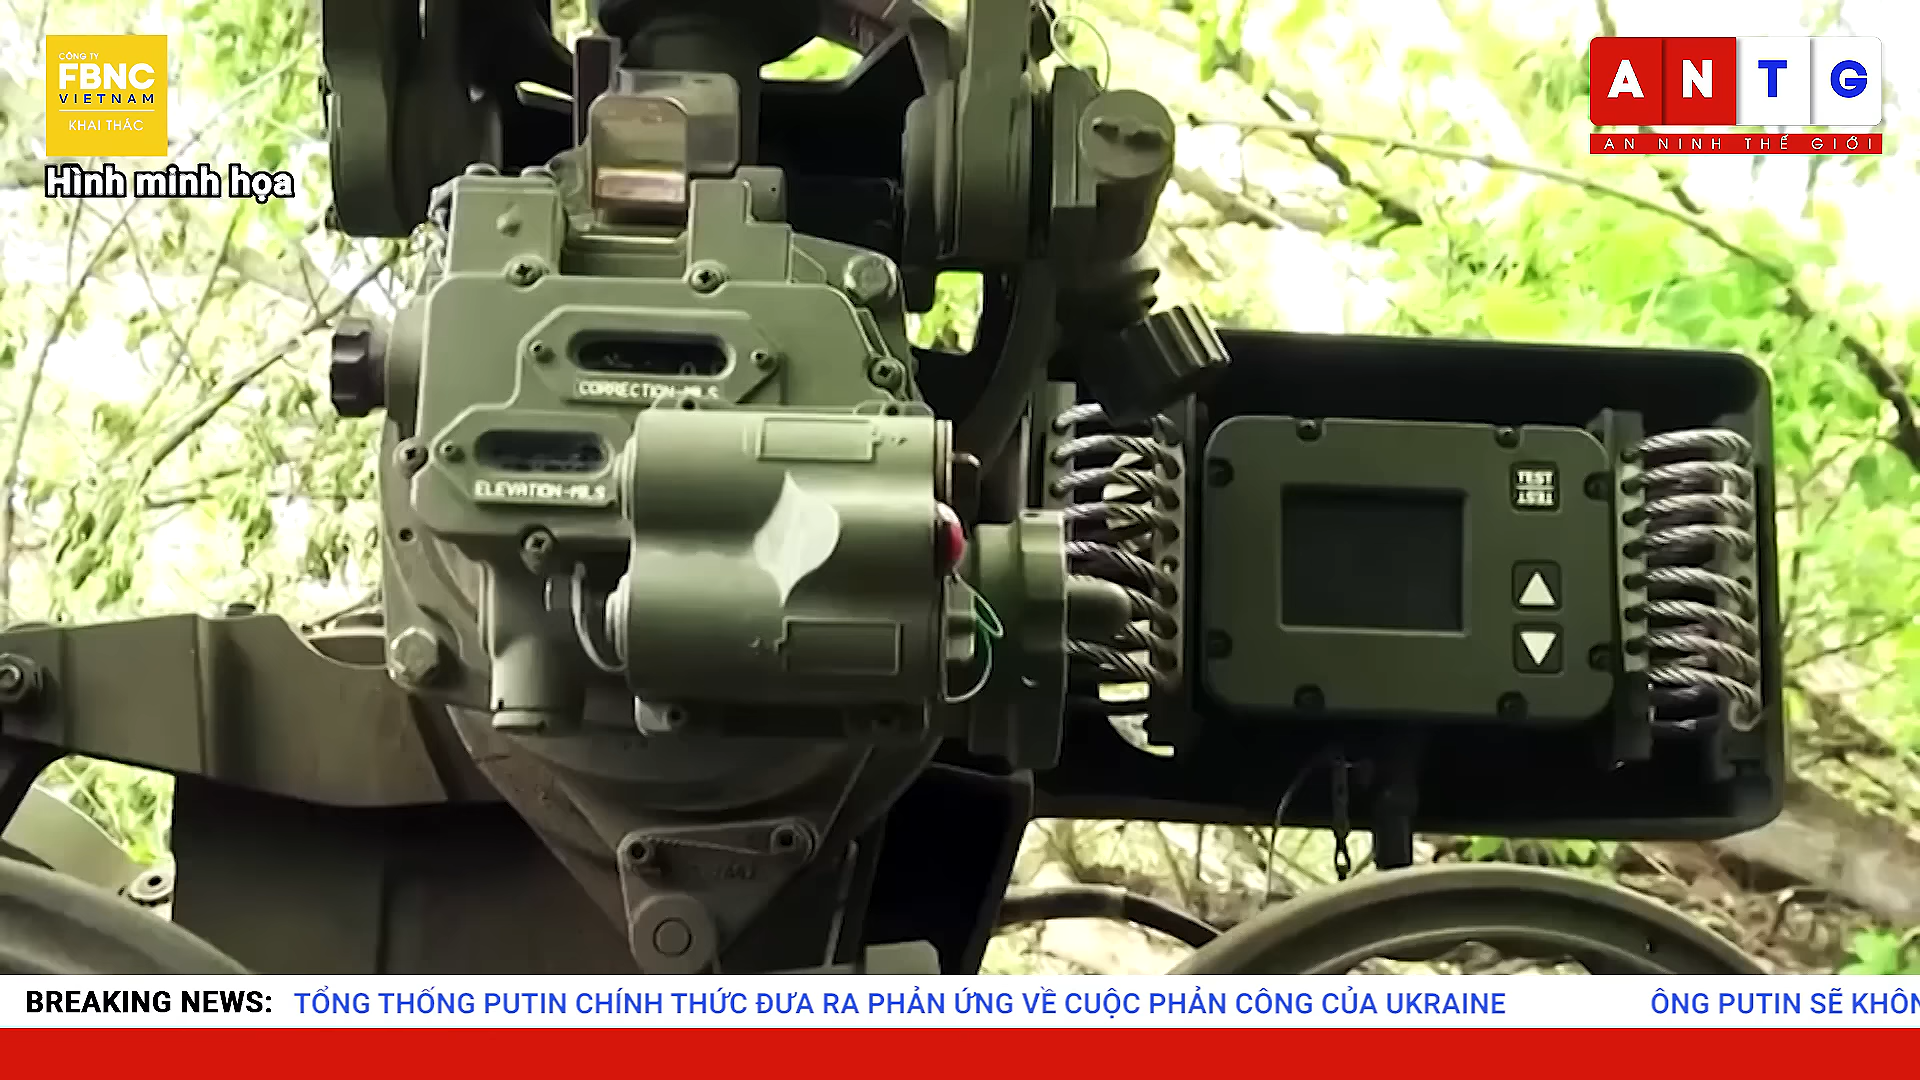 CÔNG TY
FBNC
VIETNAM
KHAI THÁC
Hình minh họa
ANTG
AN NINH THẾ GIỚI
CORRECTION-MILS
ELEVATION-MILS
TEST
TEST
BREAKING NEWS: TỔNG THỐNG PUTIN CHÍNH THỨC ĐƯA RA PHẢN ỨNG VỀ CUỘC PHẢN CÔNG CỦA UKRAINE ÔNG PUTIN SẼ KHÔN